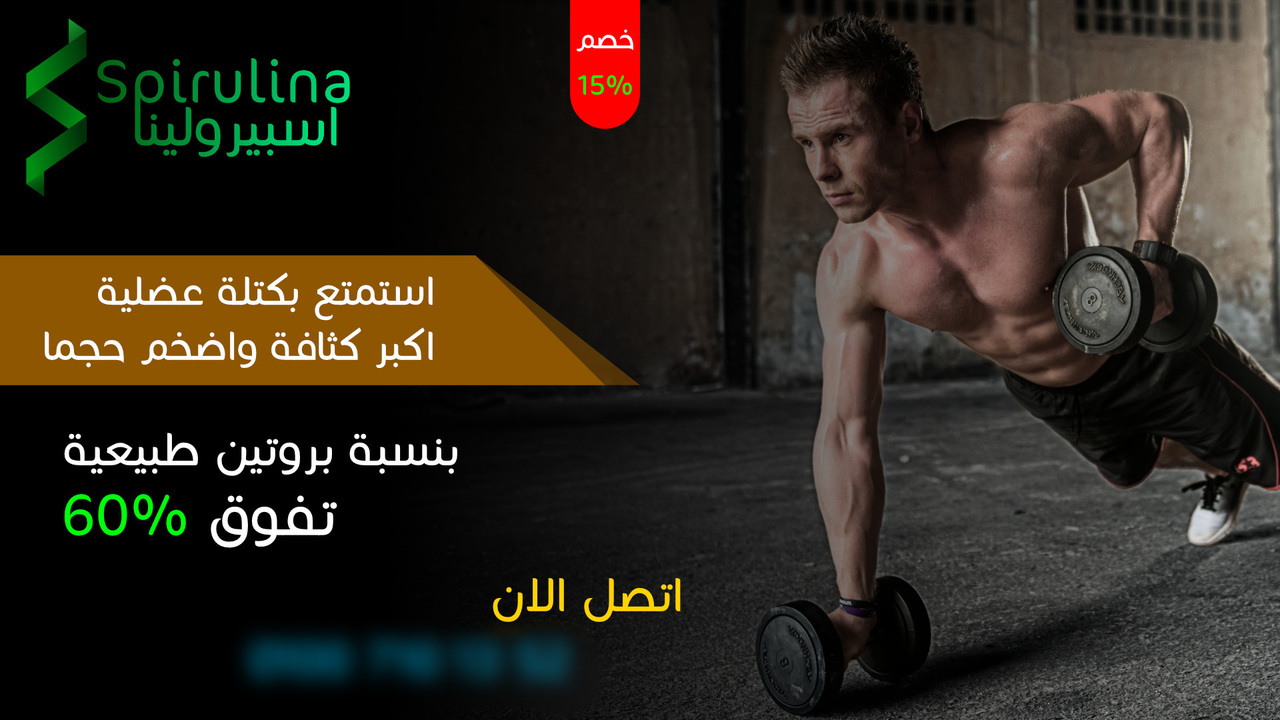 Spirulina
اسبيرولينا
خصم
15%
استمتع بكتلة عضلية
اكبر كثافة واضخم حجما
بنسبة بروتين طبيعية
تفوق 60%
اتصل الان